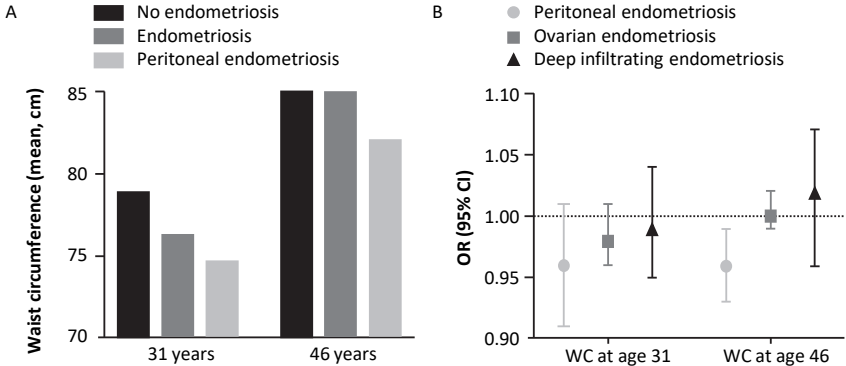 A
No endometriosis
Endometriosis
Peritoneal endometriosis
Waist circumference (mean, cm)
85
80
75
70
31 years
46 years
B
Peritoneal endometriosis
Ovarian endometriosis
Deep infiltrating endometriosis
OR (95% CI)
1.10
1.05
1.00
0.95
0.90
WC at age 31
WC at age 46